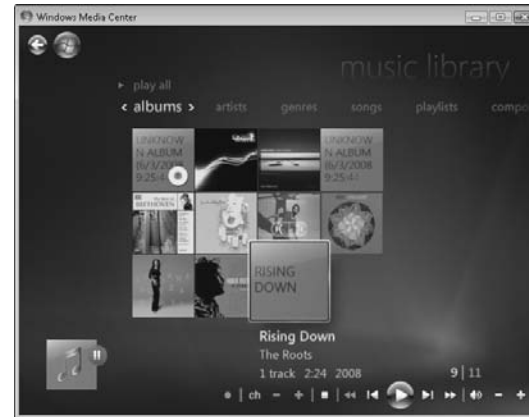 Windows Media Center
music library
play all
albums artists genres songs playlists compo
UNKNOW
N ALBUM
(6/3/2008
9:25:4
UNKNOW
N ALBUM
(6/3/2008
9:25:4
BEETHOVEN
RISING
DOWN
Rising Down
The Roots
1 track 2:24 2008
9 | 11
ch